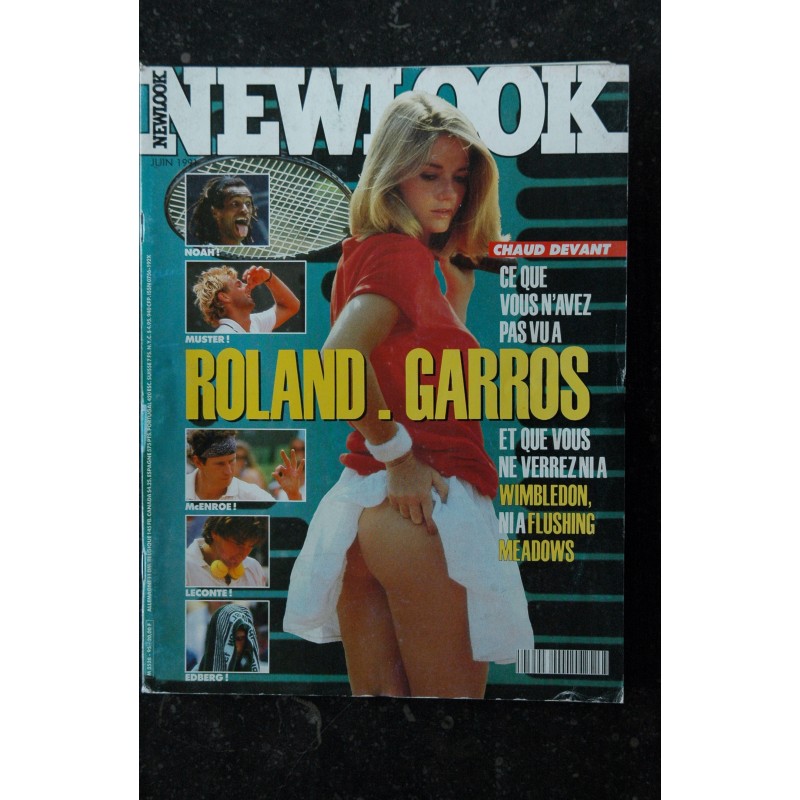 NEWLOOK
NEWLOOK
JUIN 1991
NOAH !
MUSTER !
CHAUD DEVANT
CE QUE
VOUS N'AVEZ
PAS VU A
ROLAND . GARROS
ET QUE VOUS
NE VERREZ NI A
WIMBLEDON,
NI A FLUSHING
MEADOWS
McENROE !
LECONTE !
EDBERG !